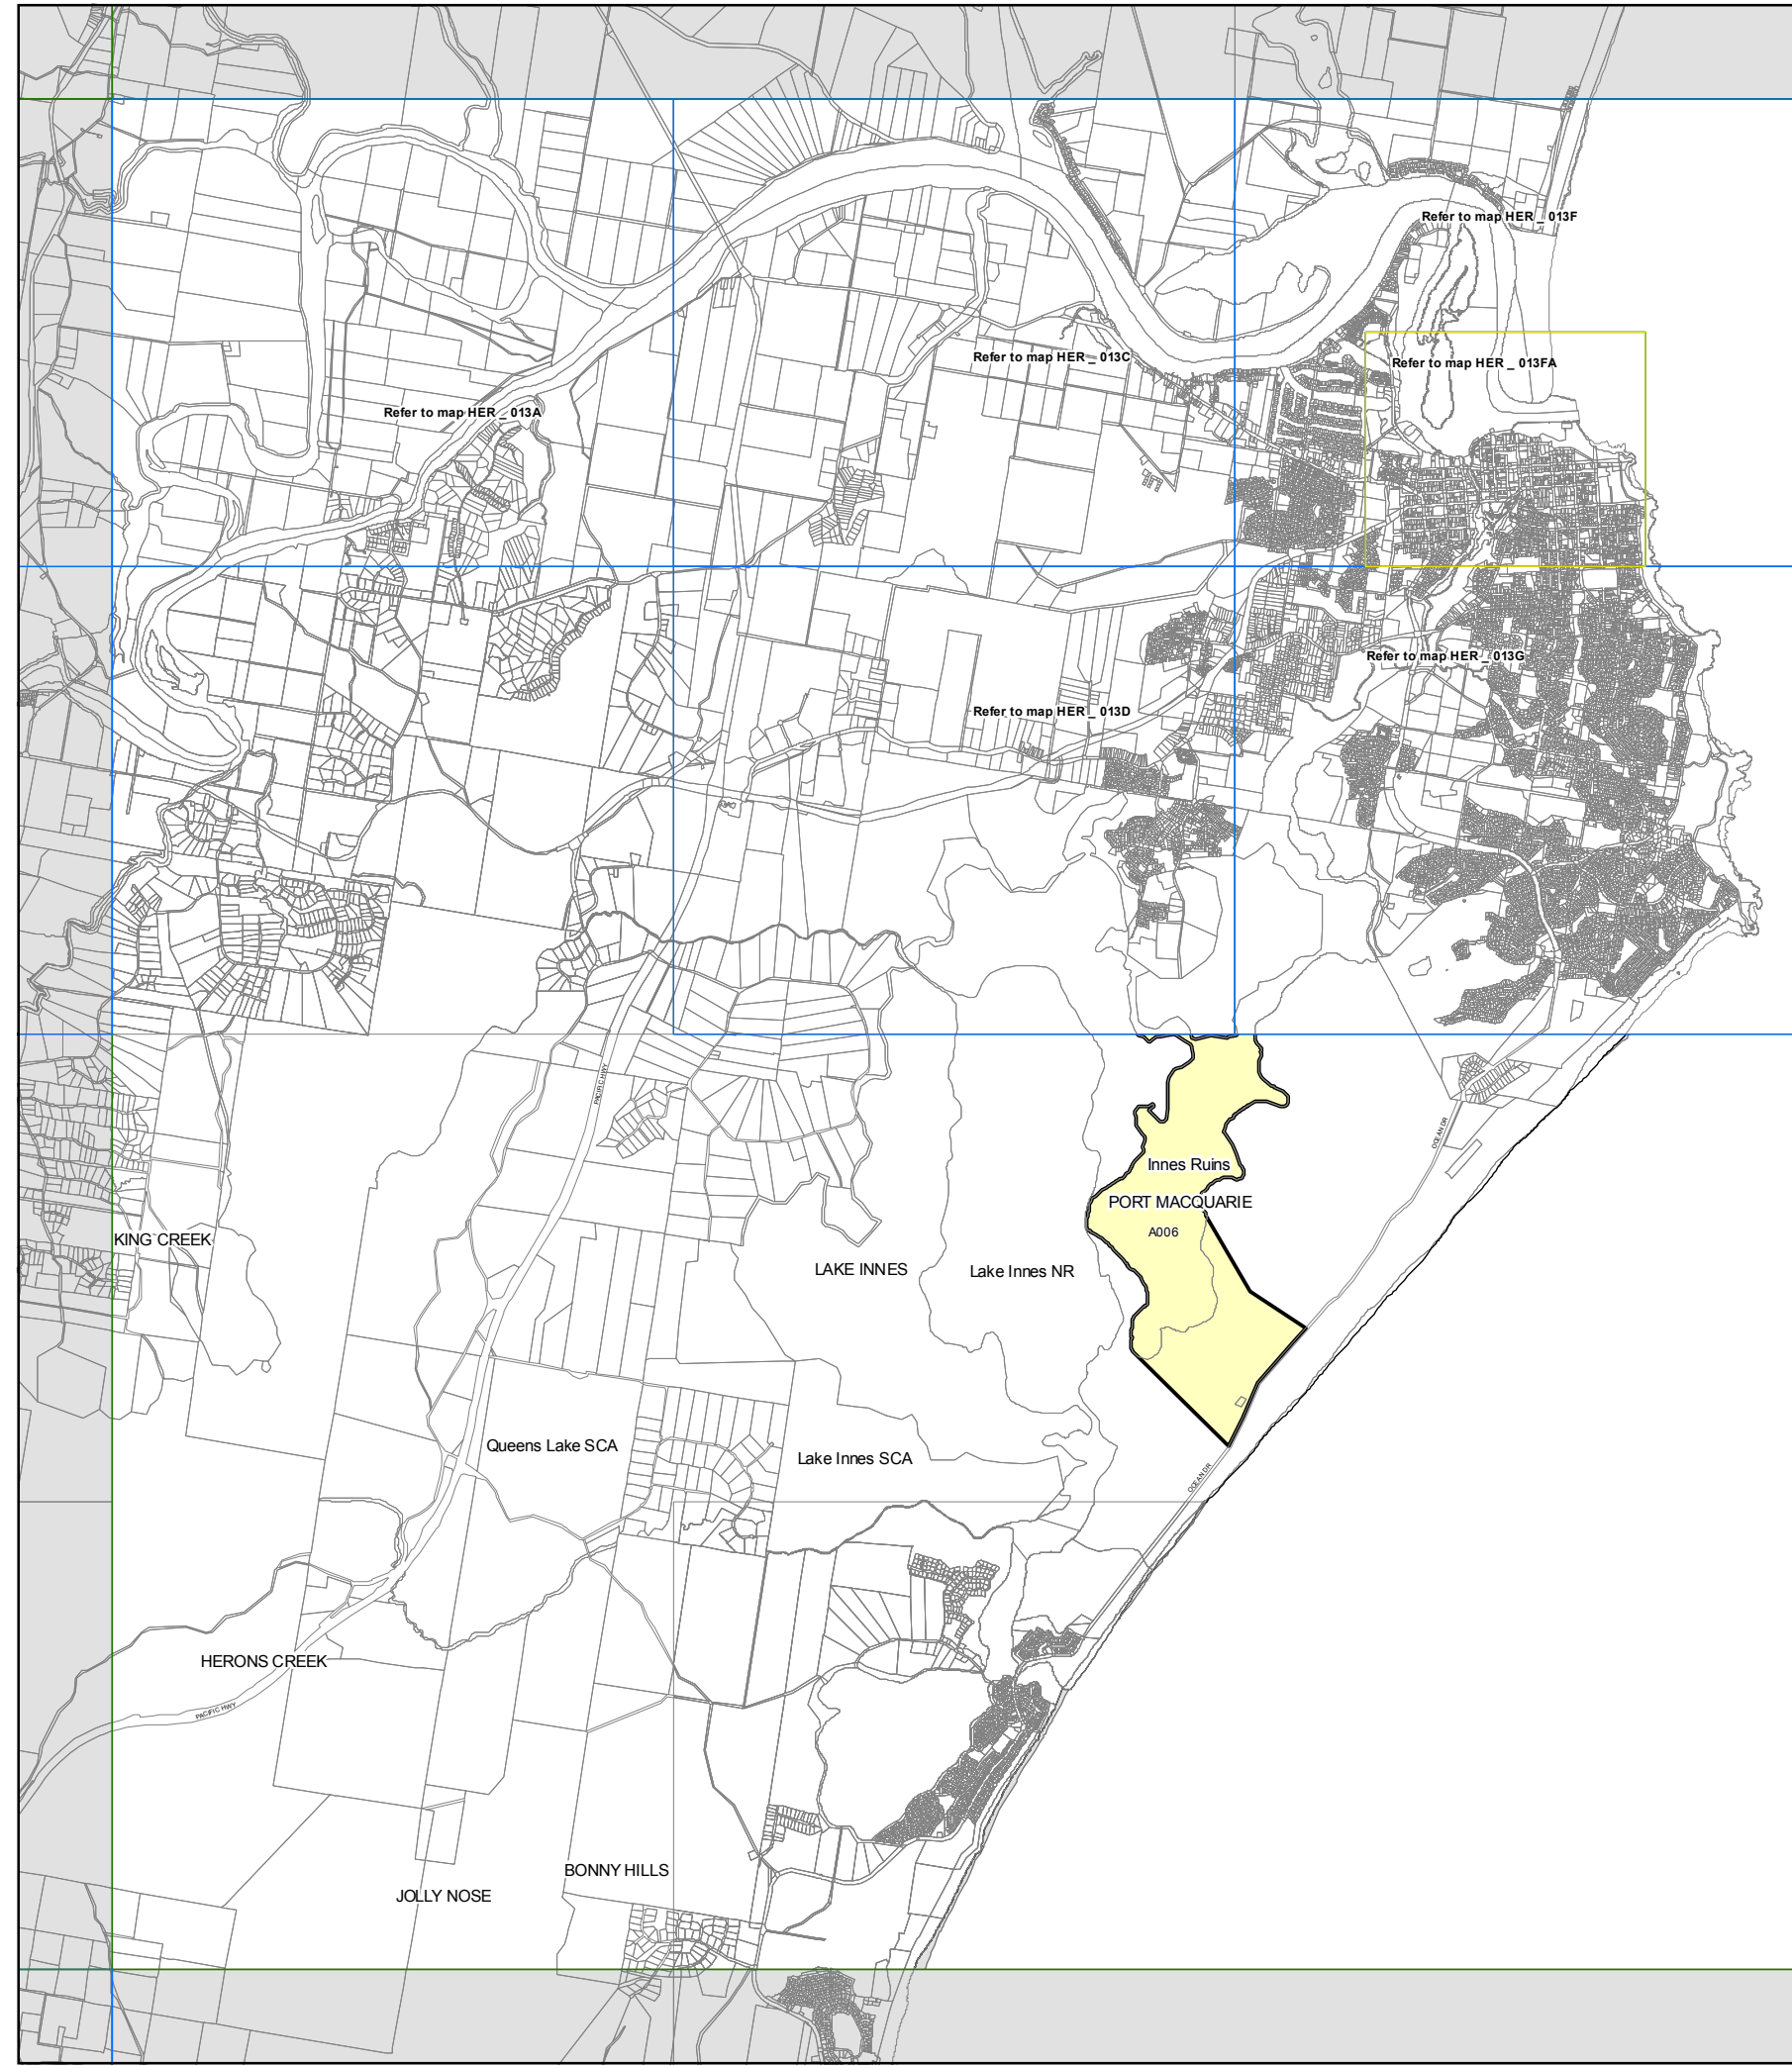 Refer to map HER _ 013F
Refer to map HER _ 013C
Refer to map HER _ 013FA
Refer to map HER _ 013A
Refer to map HER _ 013G
Refer to map HER _ 013D
PACIFIC HWY
OCEAN DR
Innes Ruins
PORT MACQUARIE
A006
KING CREEK
LAKE INNES
Lake Innes NR
Queens Lake SCA
Lake Innes SCA
OCEAN DR
HERONS CREEK
PACIFIC HWY
BONNY HILLS
JOLLY NOSE